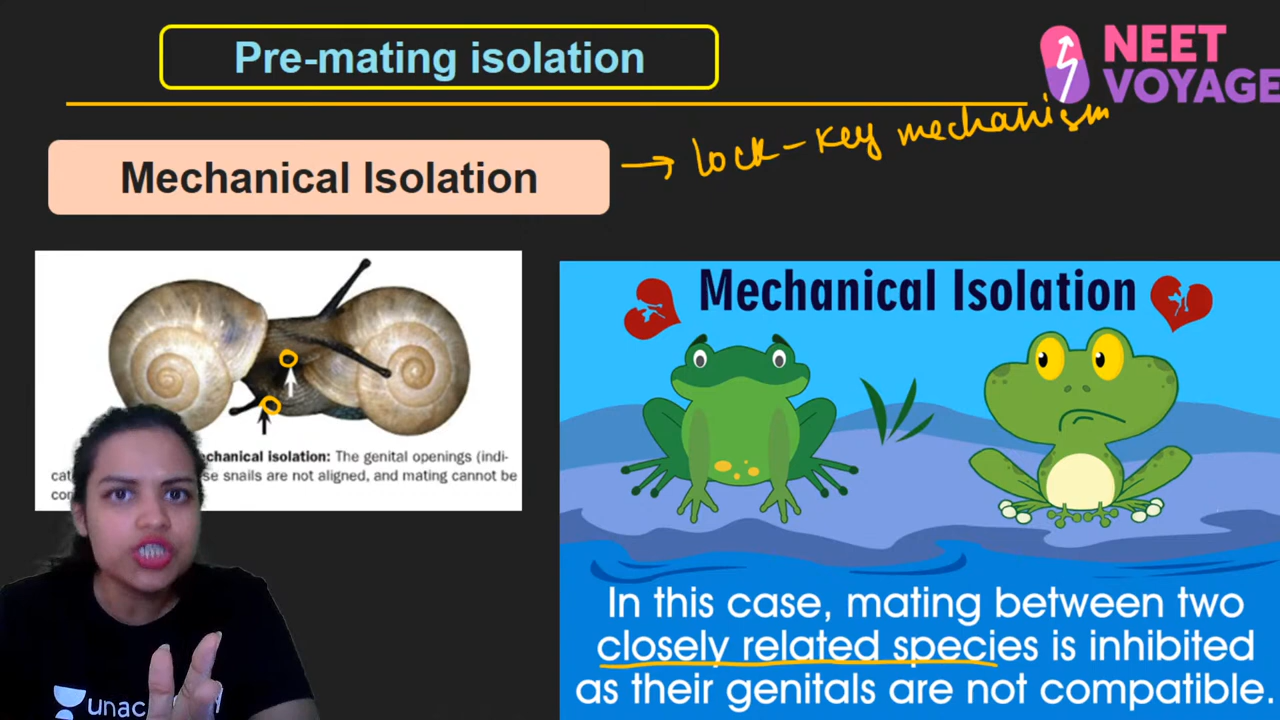 Pre-mating isolation
NEET
VOYAGE
Mechanical Isolation
→ lock-key mechanism
Mechanical Isolation
chanical isolation: The genital openings (indi-
cat se snails are not aligned, and mating cannot be
con
In this case, mating between two
closely related species is inhibited
as their genitals are not compatible.
unac